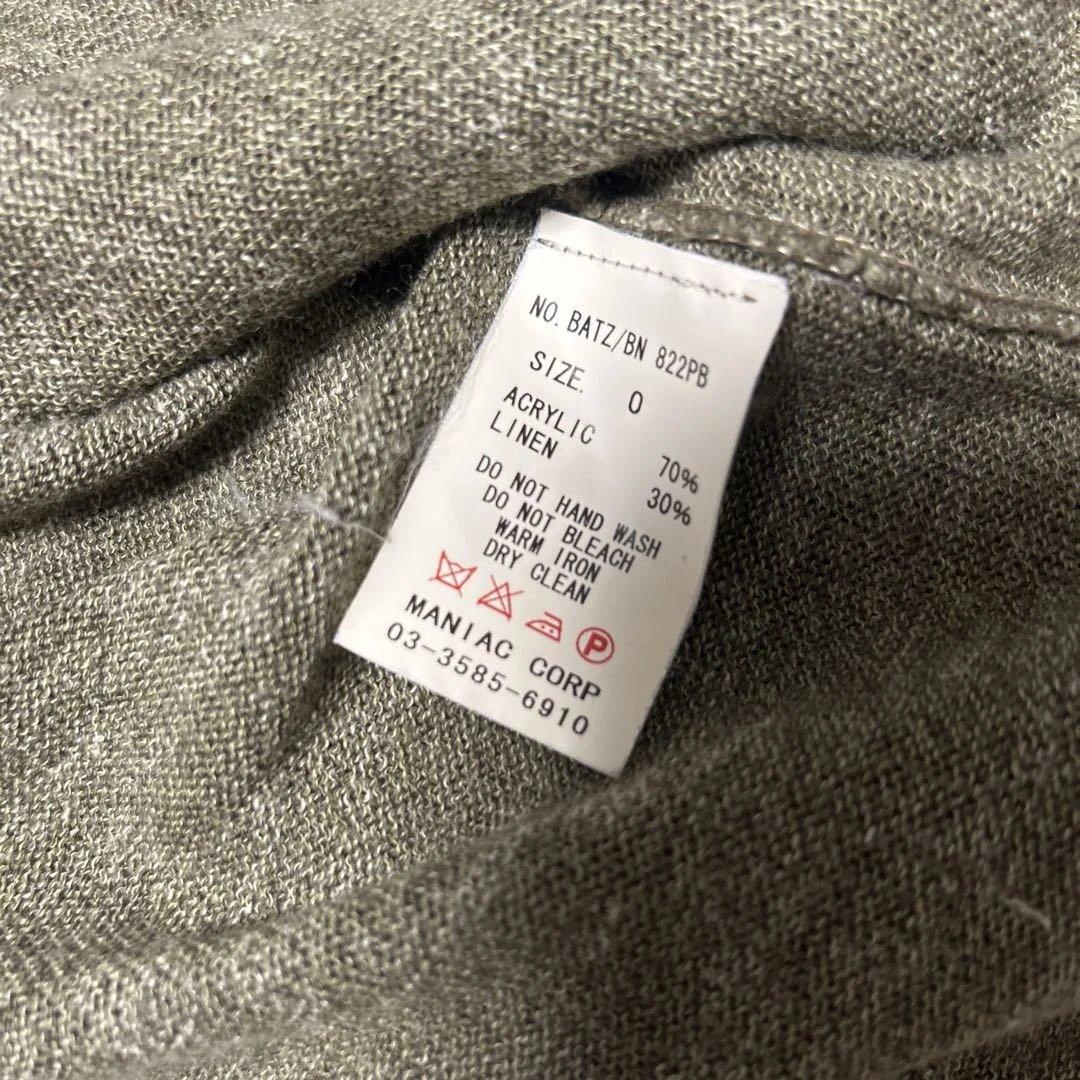 NO. BATZ/BN 822PB
SIZE. 0
ACRYLIC 70%
LINEN 30%
DO NOT HAND WASH
DO NOT BLEACH
WARM IRON
DRY CLEAN
P
MANIAC CORP
03-3585-6910